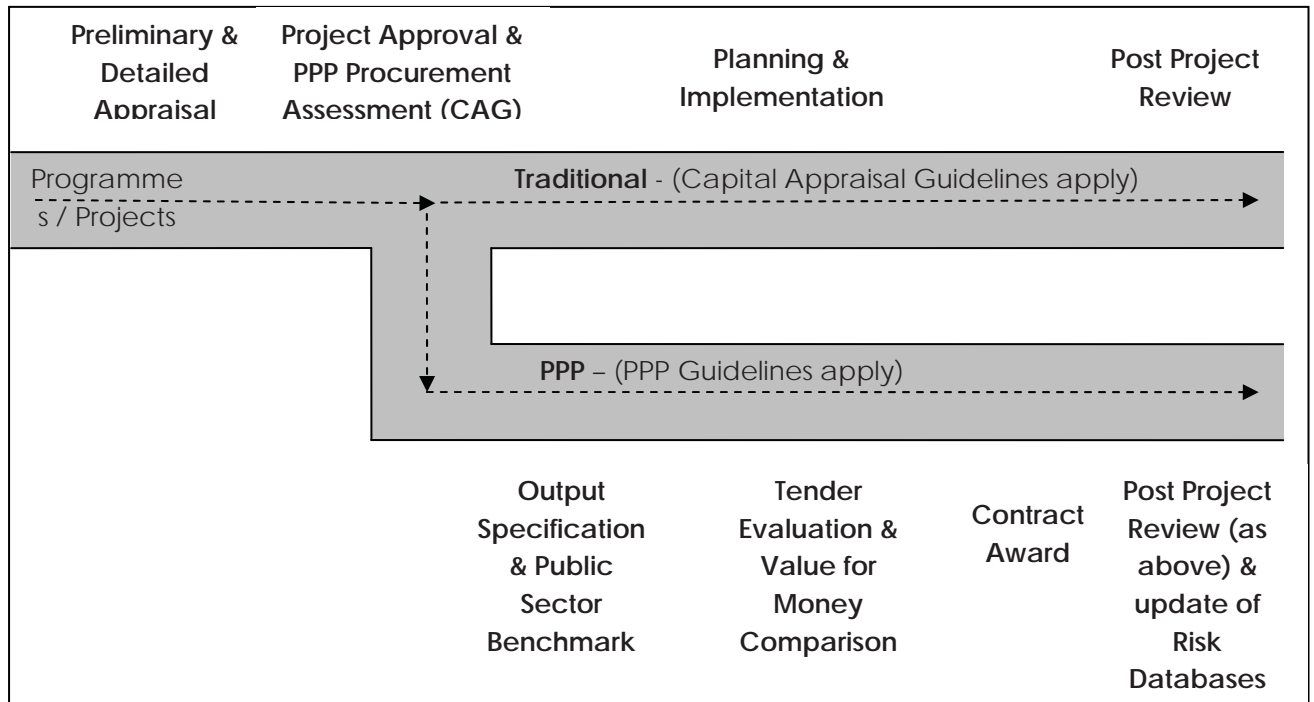 Preliminary &
Detailed
Appraisal
Project Approval &
PPP Procurement
Assessment (CAG)
Planning &
Implementation
Post Project
Review
Programme
s / Projects
Traditional - (Capital Appraisal Guidelines apply)
PPP – (PPP Guidelines apply)
Output
Specification
& Public
Sector
Benchmark
Tender
Evaluation &
Value for
Money
Comparison
Contract
Award
Post Project
Review (as
above) &
update of
Risk
Databases